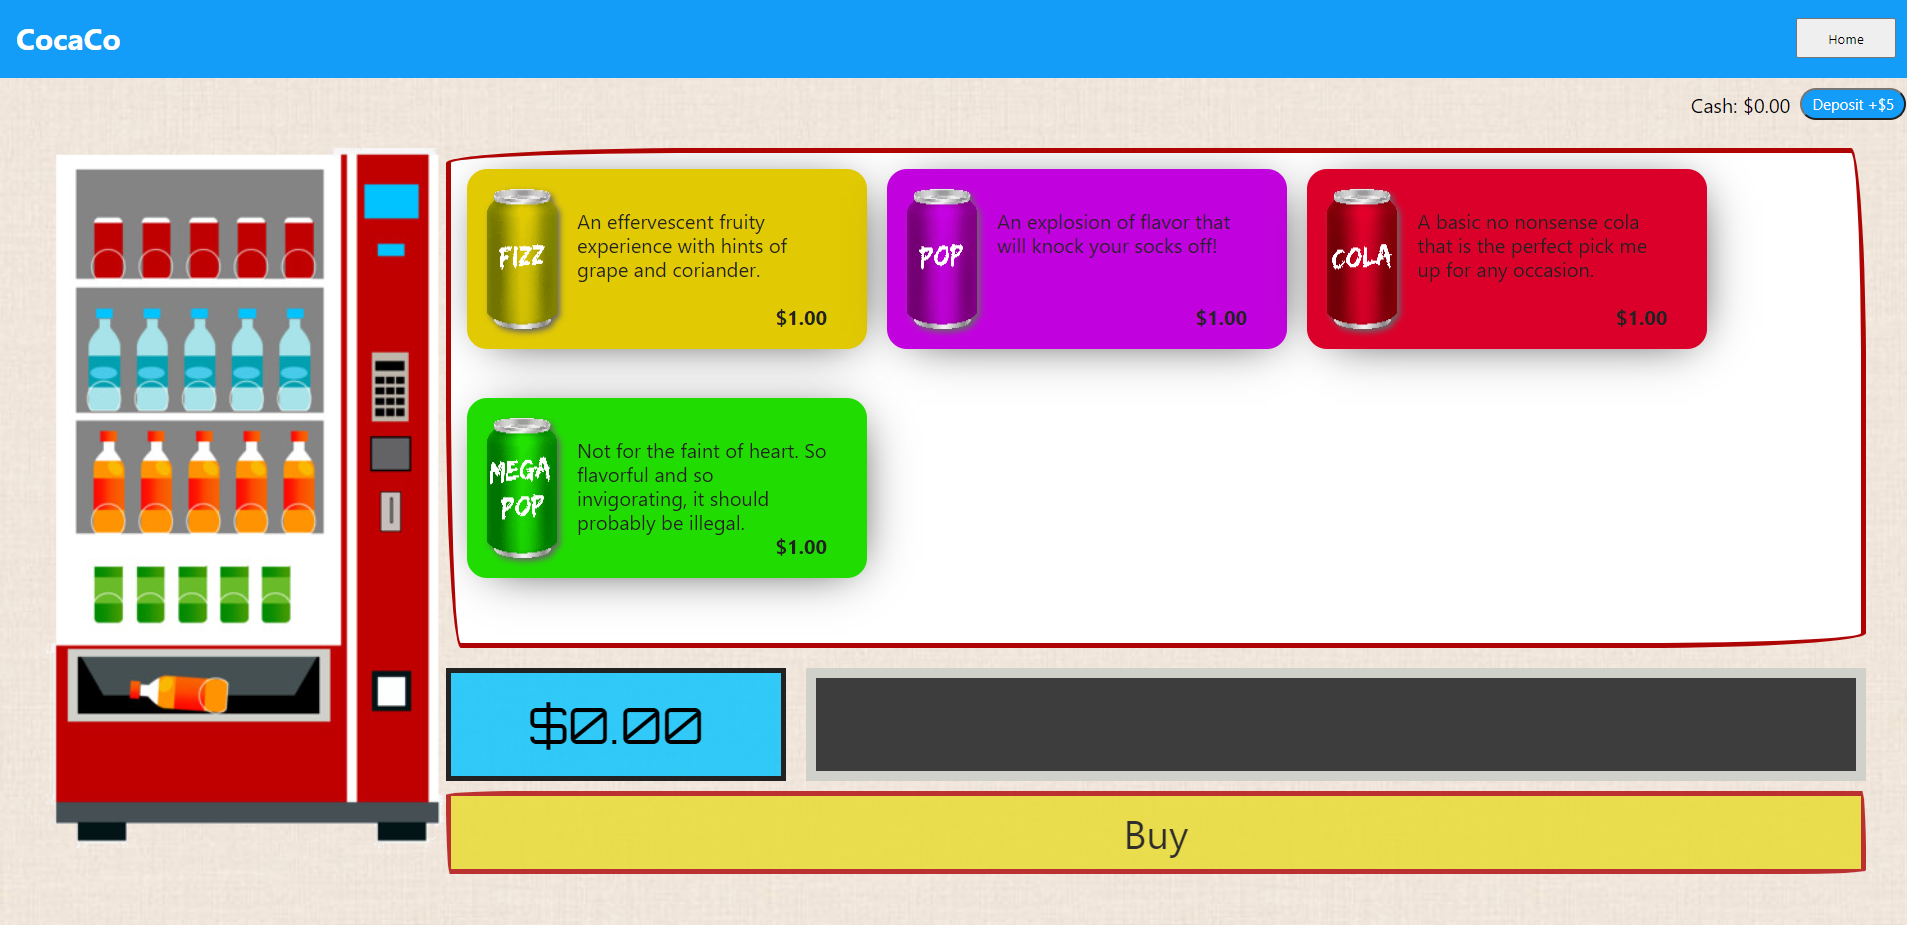 CocaCo
Home
Cash: $0.00
Deposit +$5
FIZZ
An effervescent fruity
experience with hints of
grape and coriander.
$1.00
POP
An explosion of flavor that
will knock your socks off!
$1.00
COLA
A basic no nonsense cola
that is the perfect pick me
up for any occasion.
$1.00
MEGA
POP
Not for the faint of heart. So
flavorful and so
invigorating, it should
probably be illegal.
$1.00
$0.00
Buy